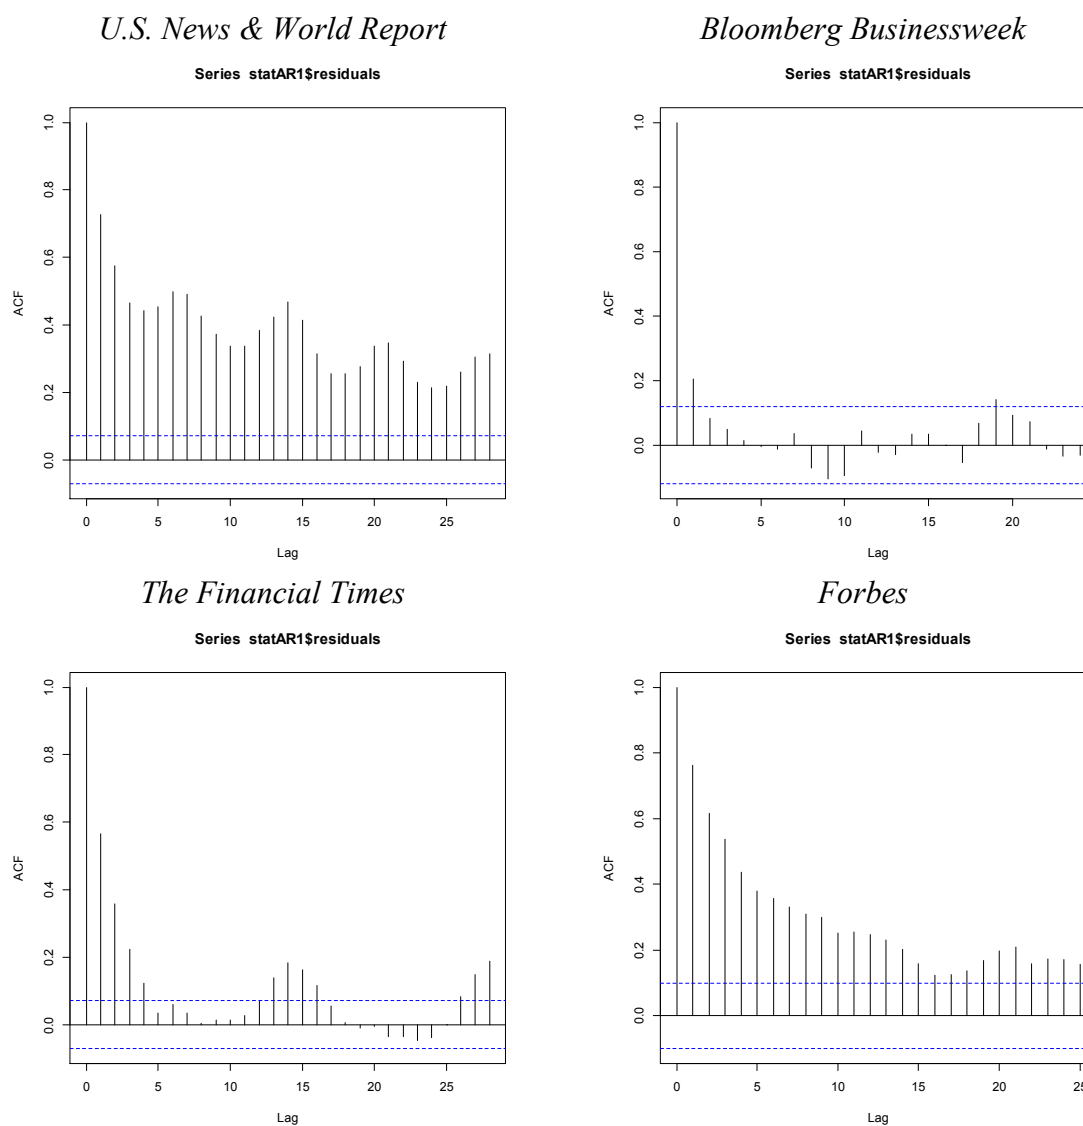 U.S. News & World Report
Series statAR1$residuals
ACF
1.0
0.8
0.6
0.4
0.2
0.0
0 5 10 15 20 25
Lag
Bloomberg Businessweek
Series statAR1$residuals
ACF
1.0
0.8
0.6
0.4
0.2
0.0
0 5 10 15 20
Lag
The Financial Times
Series statAR1$residuals
ACF
1.0
0.8
0.6
0.4
0.2
0.0
0 5 10 15 20 25
Lag
Forbes
Series statAR1$residuals
ACF
1.0
0.8
0.6
0.4
0.2
0.0
0 5 10 15 20 25
Lag